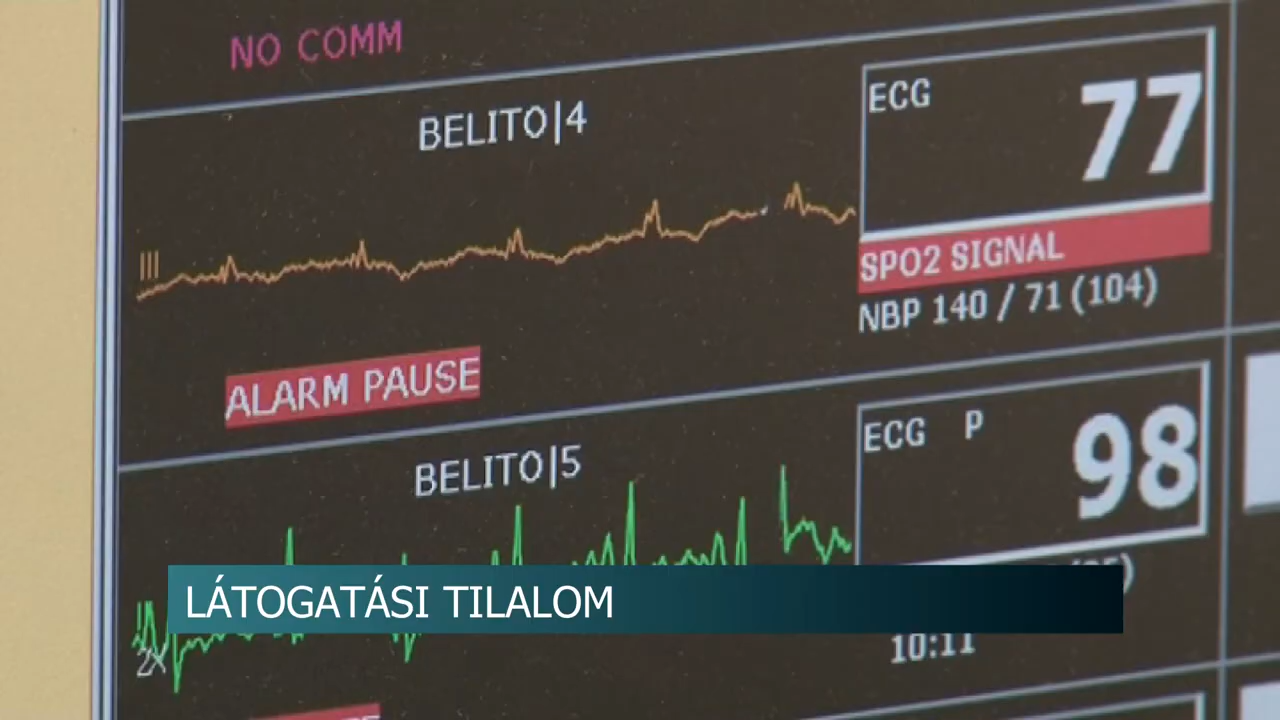 NO COMM
BELITO|4
ECG
77
III
SPO2 SIGNAL
NBP 140 / 71 (104)
ALARM PAUSE
BELITO|5
ECG P
98
LÁTOGATÁSI TILALOM
2X
10:11